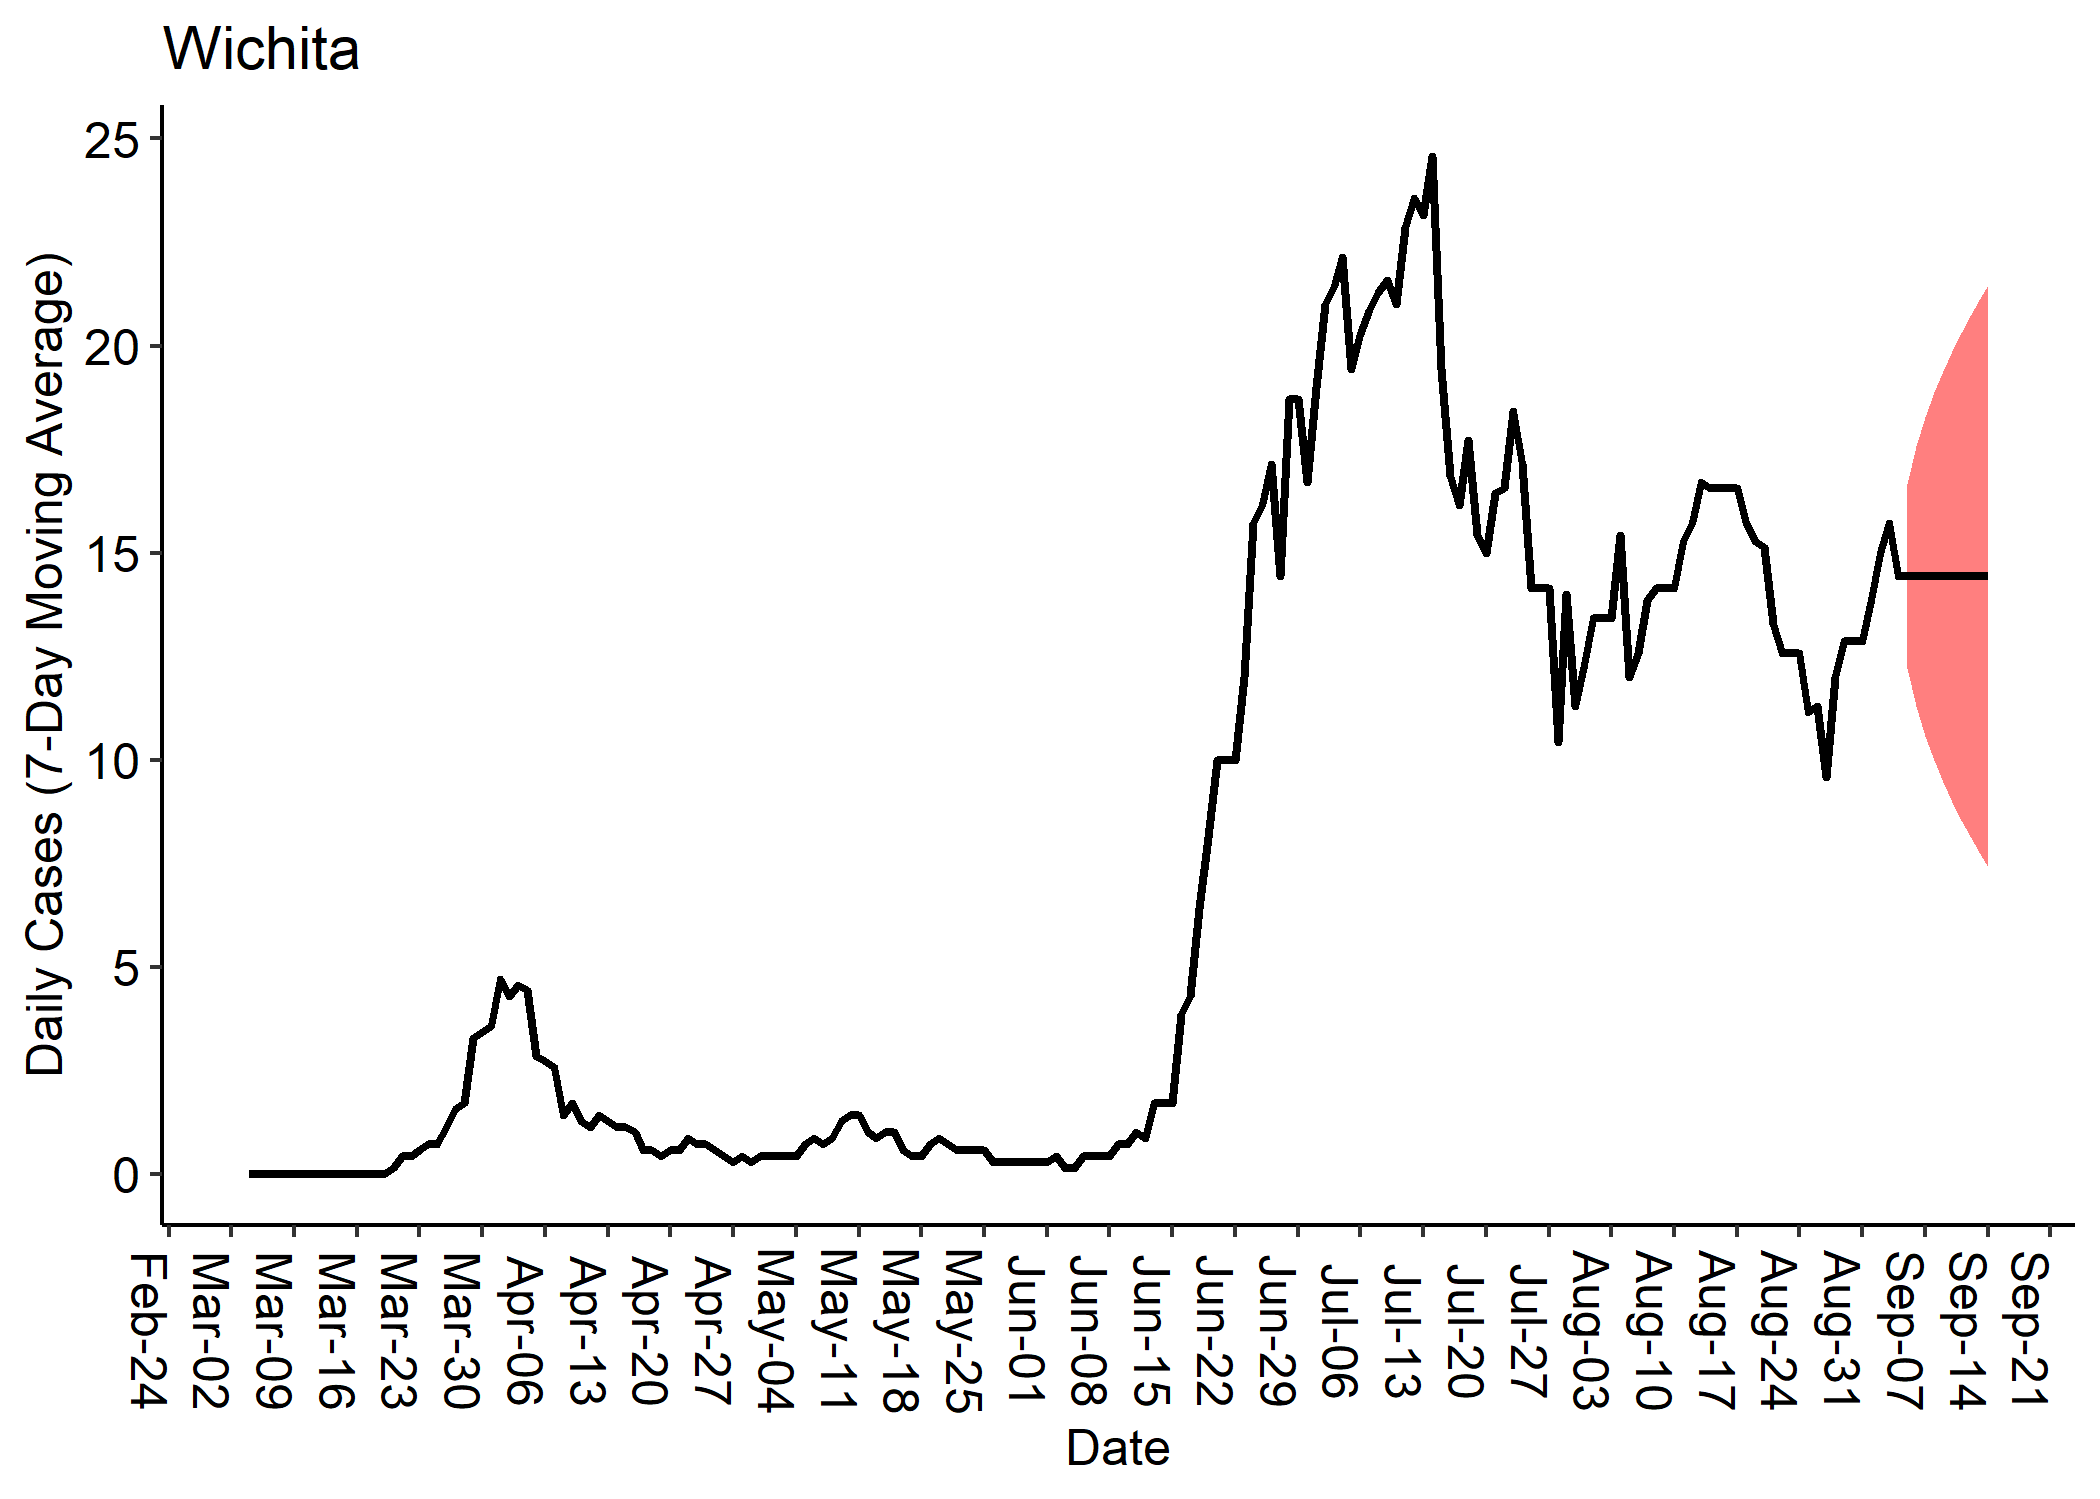 Wichita
Daily Cases (7-Day Moving Average)
25
20
15
10
5
0
Feb-24
Mar-02
Mar-09
Mar-16
Mar-23
Mar-30
Apr-06
Apr-13
Apr-20
Apr-27
May-04
May-11
May-18
May-25
Jun-01
Jun-08
Jun-15
Jun-22
Jun-29
Jul-06
Jul-13
Jul-20
Jul-27
Aug-03
Aug-10
Aug-17
Aug-24
Aug-31
Sep-07
Sep-14
Sep-21
Date